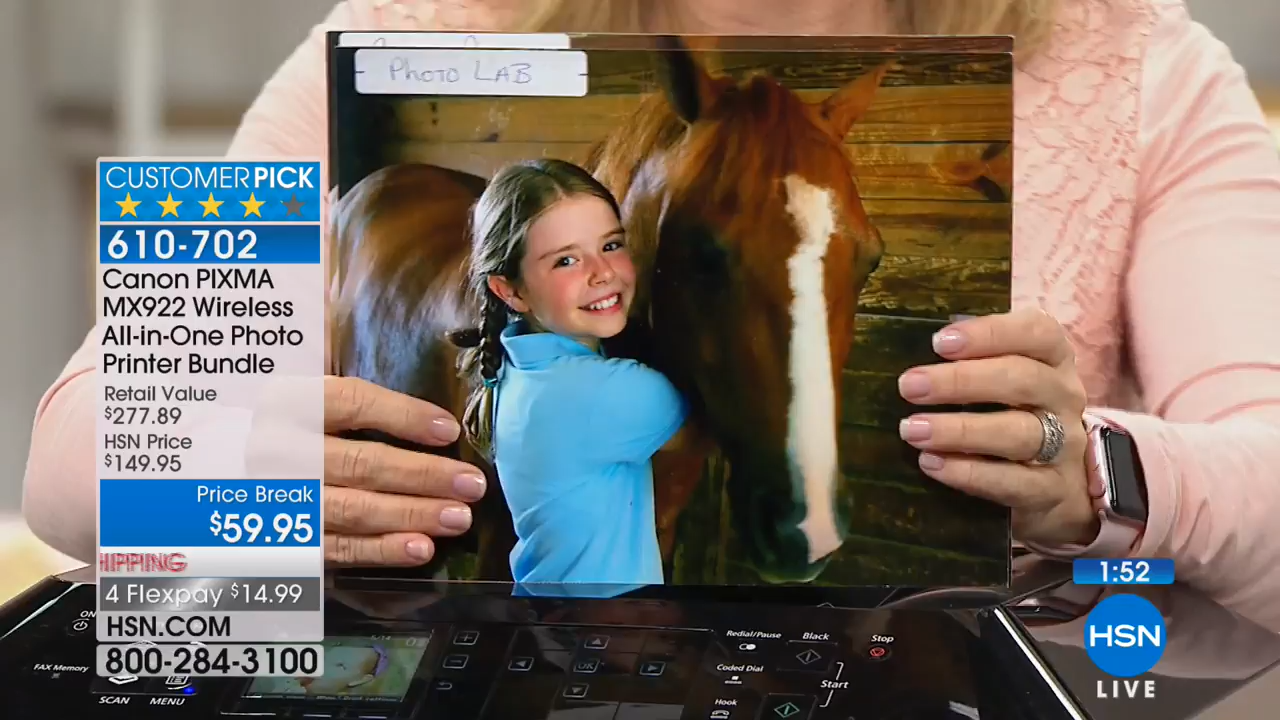 PHOTO LAB
CUSTOMER PICK
610-702
Canon PIXMA
MX922 Wireless
All-in-One Photo
Printer Bundle
Retail Value
$277.89
HSN Price
$149.95
Price Break
$59.95
HIPPING
4 Flexpay $14.99
HSN.COM
800-284-3100
1:52
HSN
LIVE
ON
FAX Memory
SCAN
MENU
OK
Redial/Pause
Black
Stop
Coded Dial
Start
Hook